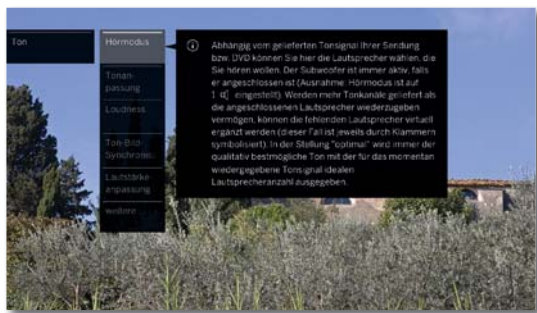 Ton
Hörmodus
Tonan-
passung
Loudness
Ton-Bild-
Synchronis.
Lautstärke-
anpassung
weitere ...
Abhängig vom gelieferten Tonsignal Ihrer Sendung
bzw. DVD können Sie hier die Lautsprecher wählen, die
Sie hören wollen. Der Subwoofer ist immer aktiv, falls
er angeschlossen ist (Ausnahme: Hörmodus ist auf
1 eingestellt). Werden mehr Tonkanäle geliefert als
die angeschlossenen Lautsprecher wiederzugeben
vermögen, können die fehlenden Lautsprecher virtuell
ergänzt werden (dieser Fall ist jeweils durch Klammern
symbolisiert). In der Stellung "optimal" wird immer der
qualitativ bestmögliche Ton mit der für das momentan
wiedergegebene Tonsignal idealen
Lautsprecheranzahl ausgegeben.